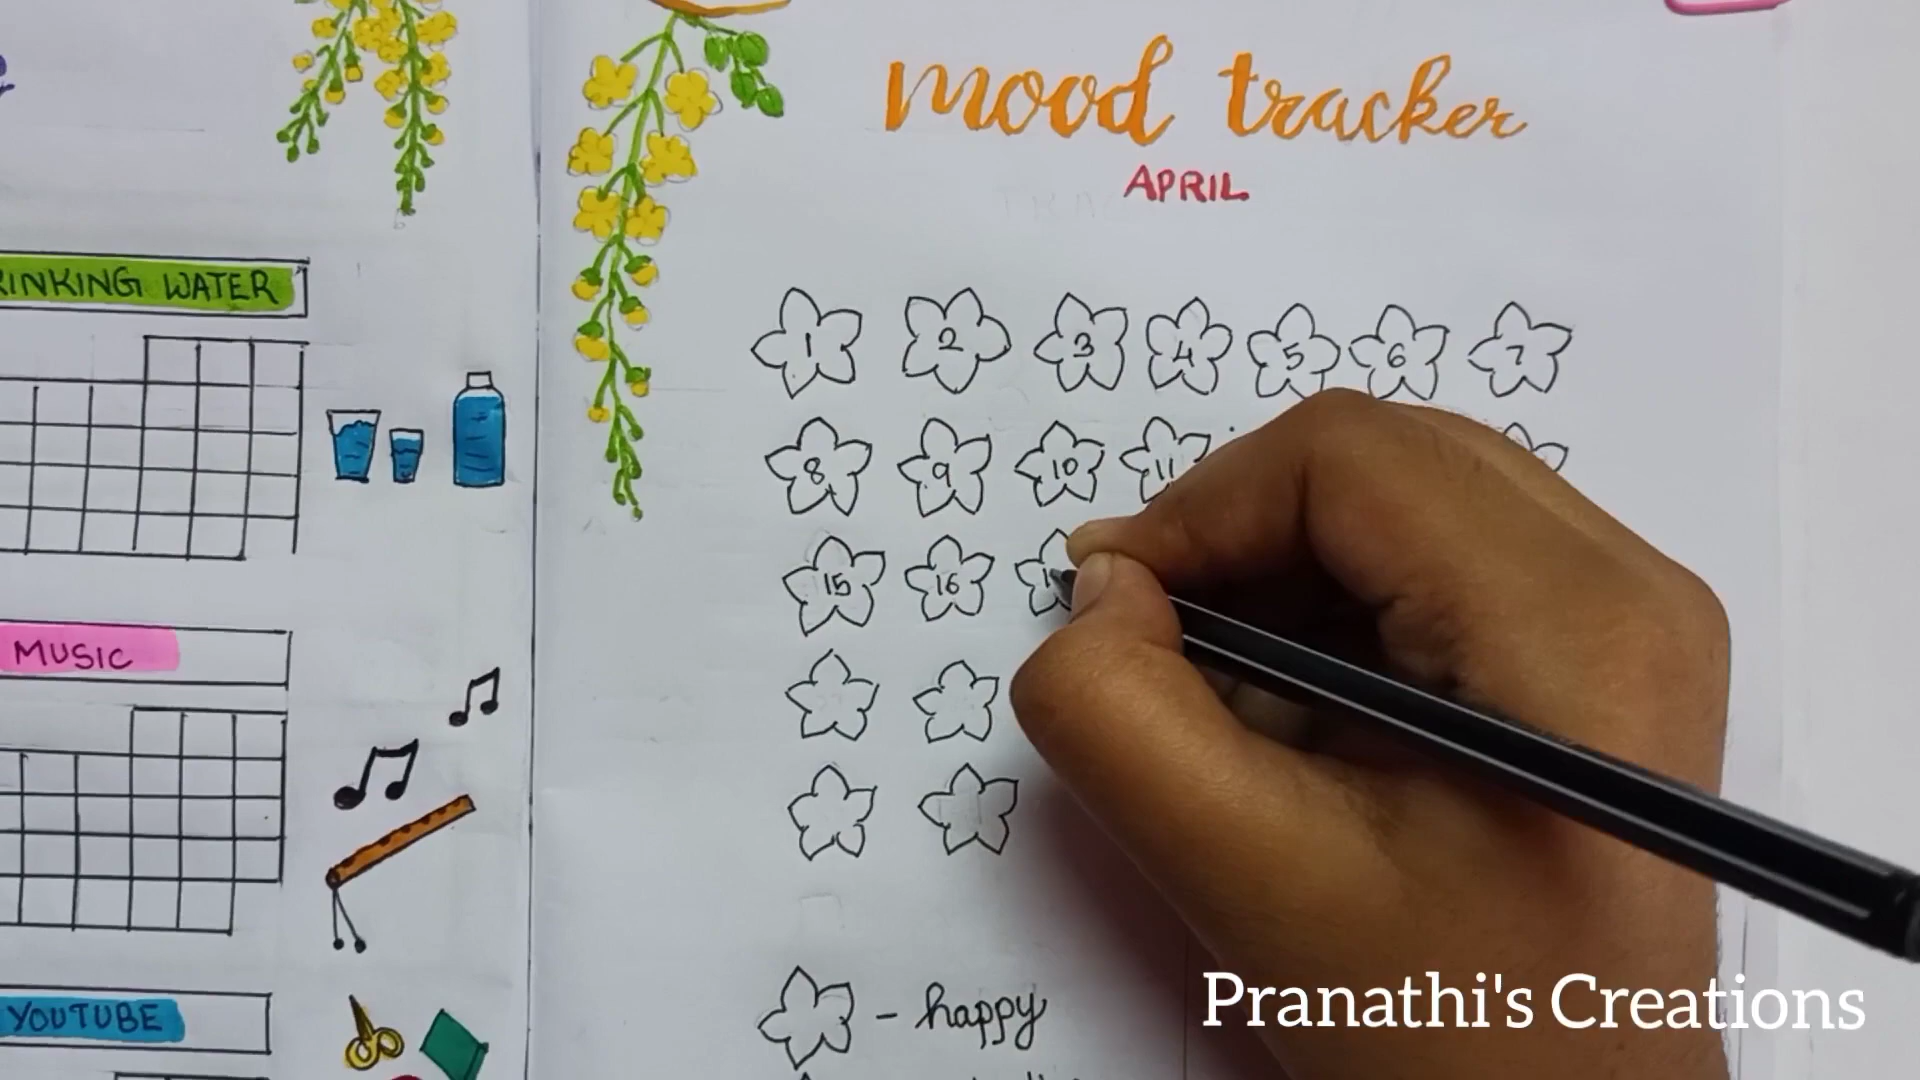 mood tracker
APRIL
RINKING WATER
1 2 3 4 5 6 7
8 9 10 11
15 16 1
MUSIC
YOUTUBE
- happy
Pranathi's Creations